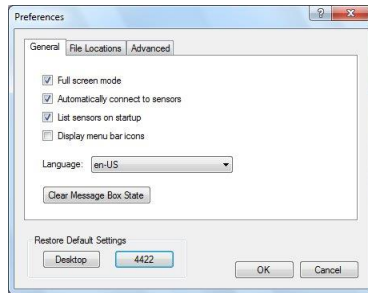 Preferences
General File Locations Advanced
Full screen mode
Automatically connect to sensors
List sensors on startup
Display menu bar icons
Language: en-US
Clear Message Box State
Restore Default Settings
Desktop 4422
OK Cancel